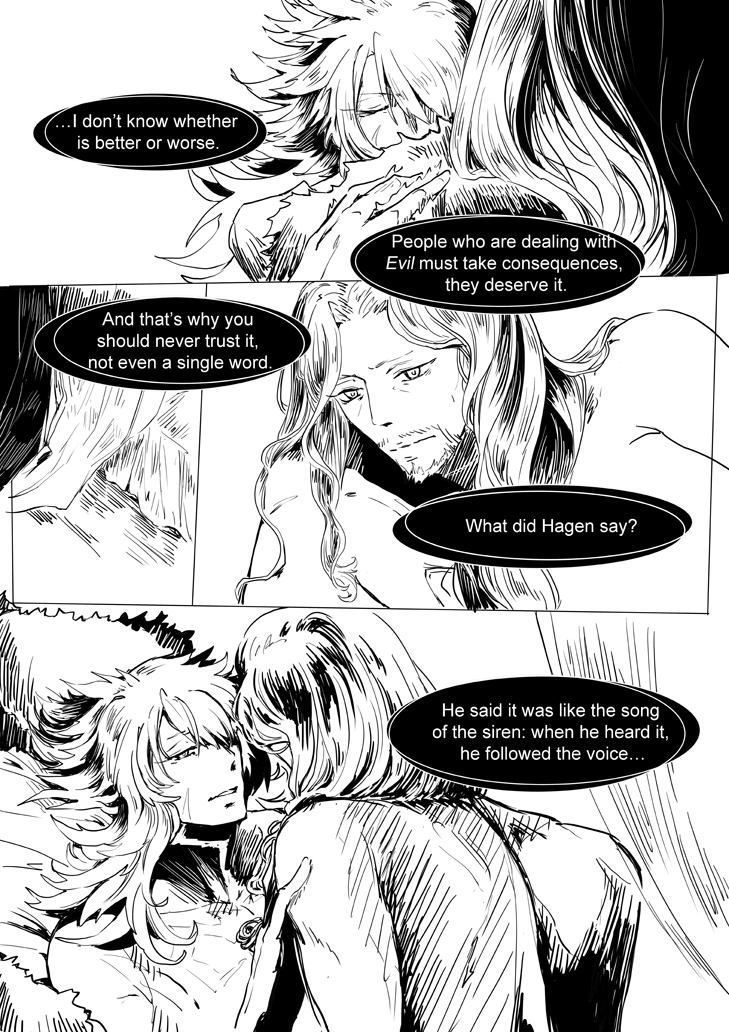 …I don't know whether
is better or worse.
People who are dealing with
Evil must take consequences,
they deserve it.
And that's why you
should never trust it,
not even a single word.
What did Hagen say?
He said it was like the song
of the siren: when he heard it,
he followed the voice…